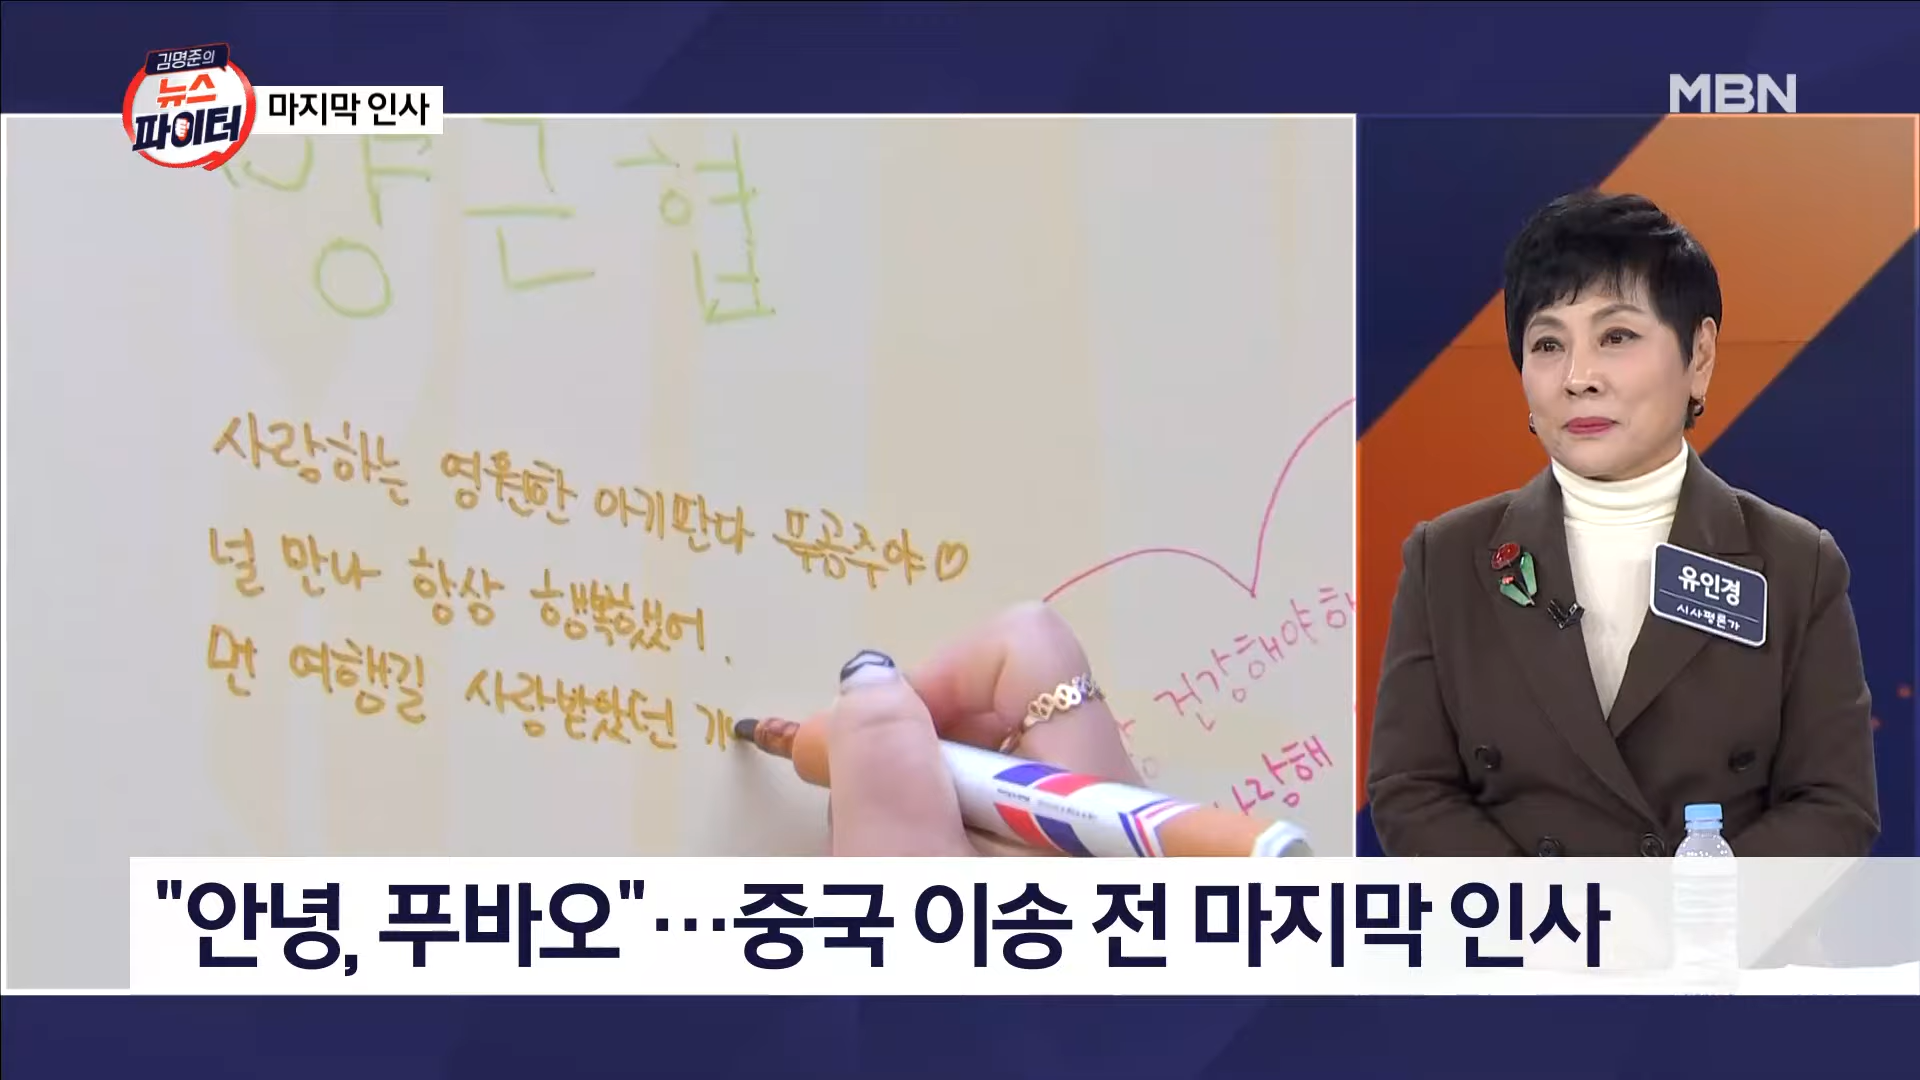 김명준의
뉴스
파이터
마지막 인사
MBN
양근협
사랑하는 영원한 아기판다 푸공주야♡
널 만나 항상 행복했어.
먼 여행길 사랑받았던 기
건강해야해
사랑해
유인경
시사평론가
"안녕, 푸바오"…중국 이송 전 마지막 인사